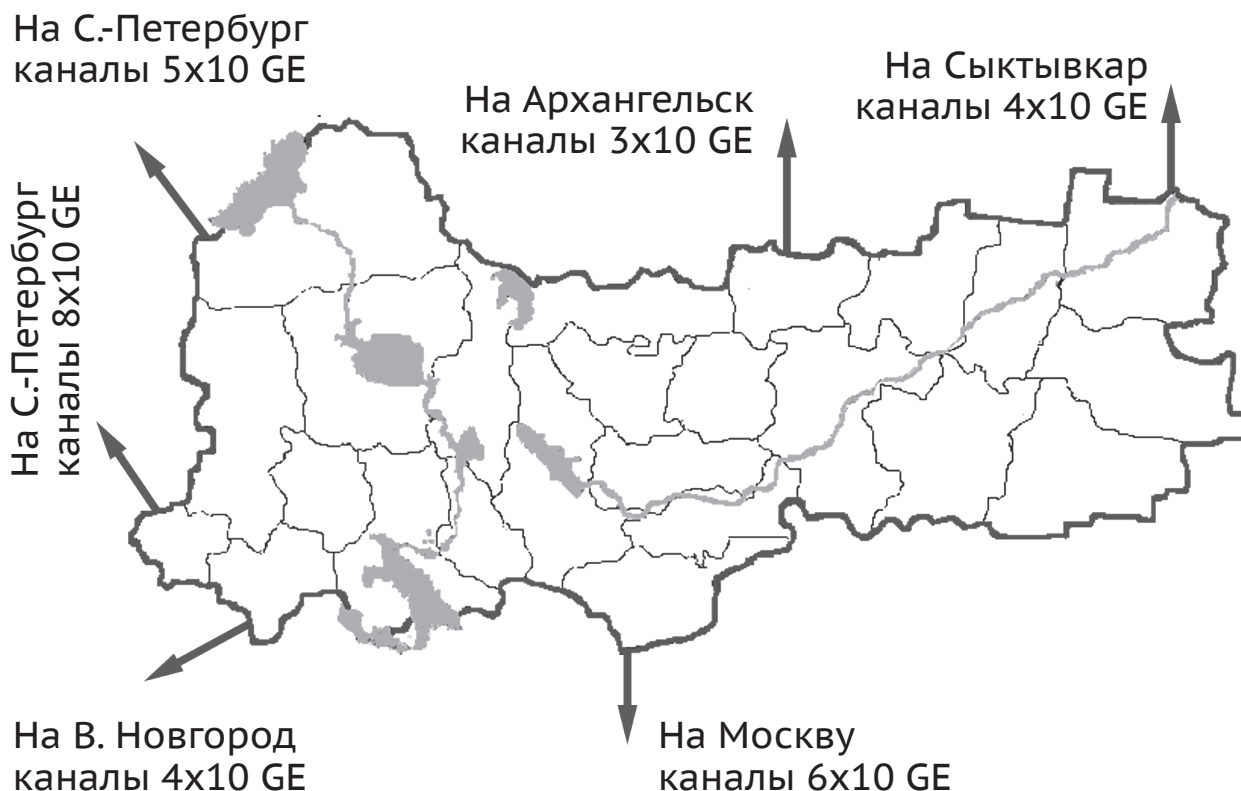 На С.-Петербург
каналы 5x10 GE
На Архангельск
каналы 3x10 GE
На Сыктывкар
каналы 4x10 GE
На С.-Петербург
каналы 8x10 GE
На В. Новгород
каналы 4x10 GE
На Москву
каналы 6x10 GE